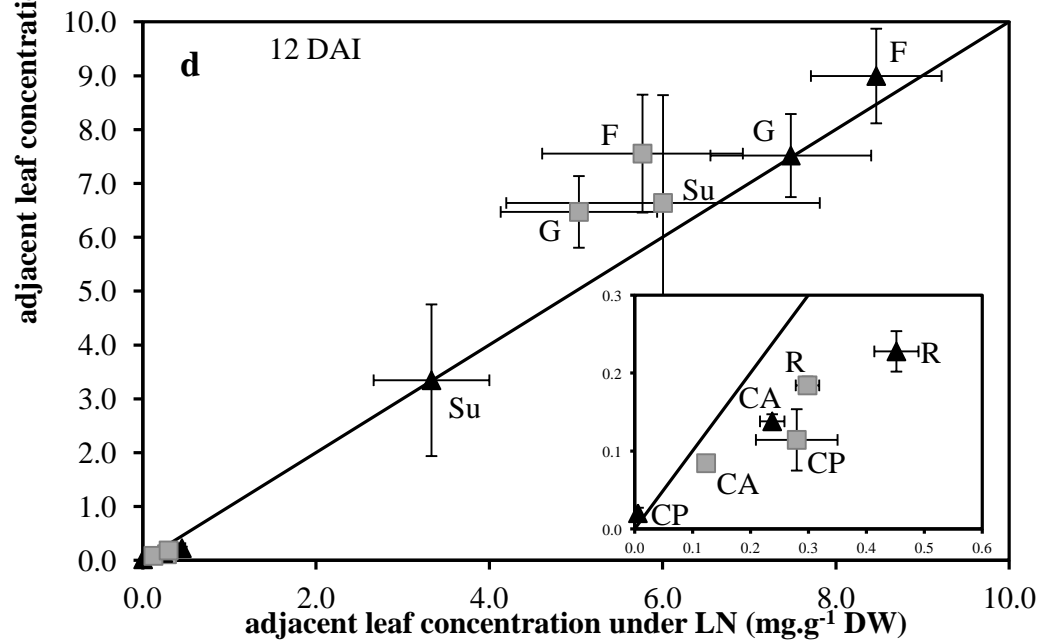 10.0
9.0
8.0
7.0
6.0
5.0
4.0
3.0
2.0
1.0
0.0
adjacent leaf
d
12 DAI
F
G
F
Su
G
Su
0.3
0.2
0.1
0.0
R
R
CA
CP
CA
CP
0.0 0.1 0.2 0.3 0.4 0.5 0.6
0.0 2.0 4.0 6.0 8.0 10.0
adjacent leaf concentration under LN (mg.g⁻¹ DW)